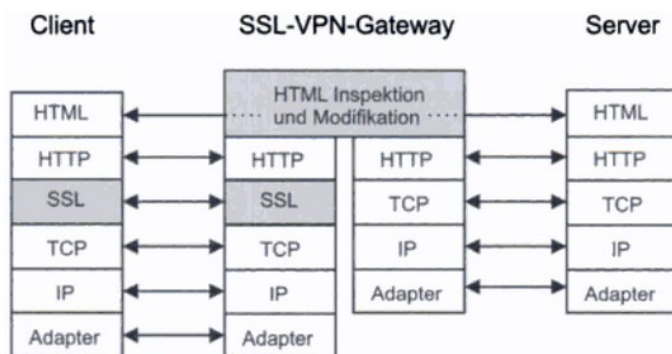 Client SSL-VPN-Gateway Server
HTML Inspektion
HTML und Modifikation HTML
HTTP HTTP HTTP HTTP
SSL SSL TCP TCP
TCP TCP IP IP
IP IP Adapter Adapter
Adapter Adapter